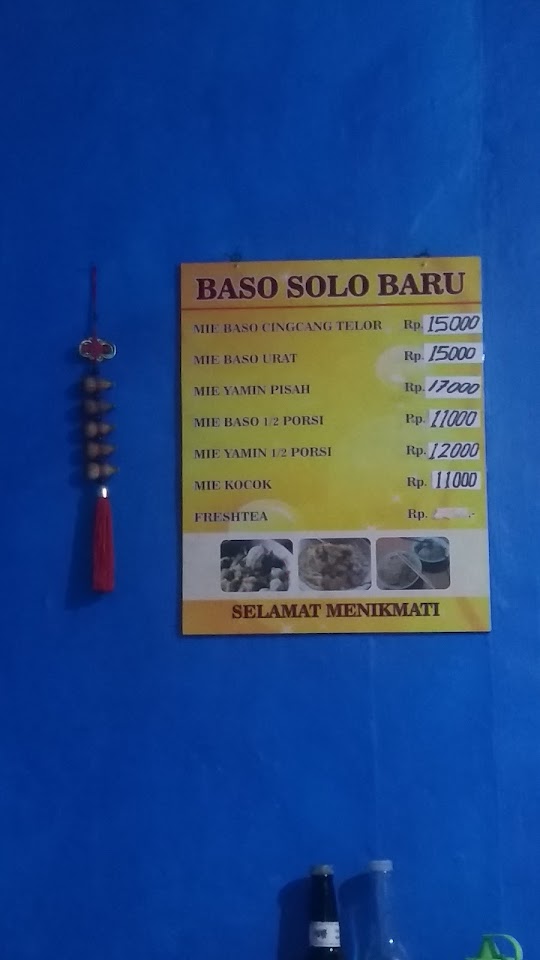 BASO SOLO BARU
MIE BASO CINGCANG TELOR Rp. 15000
MIE BASO URAT Rp. 15000
MIE YAMIN PISAH Rp. 17000
MIE BASO 1/2 PORSI Rp. 11000
MIE YAMIN 1/2 PORSI Rp. 12000
MIE KOCOK Rp. 11000
FRESHTEA Rp.
SELAMAT MENIKMATI